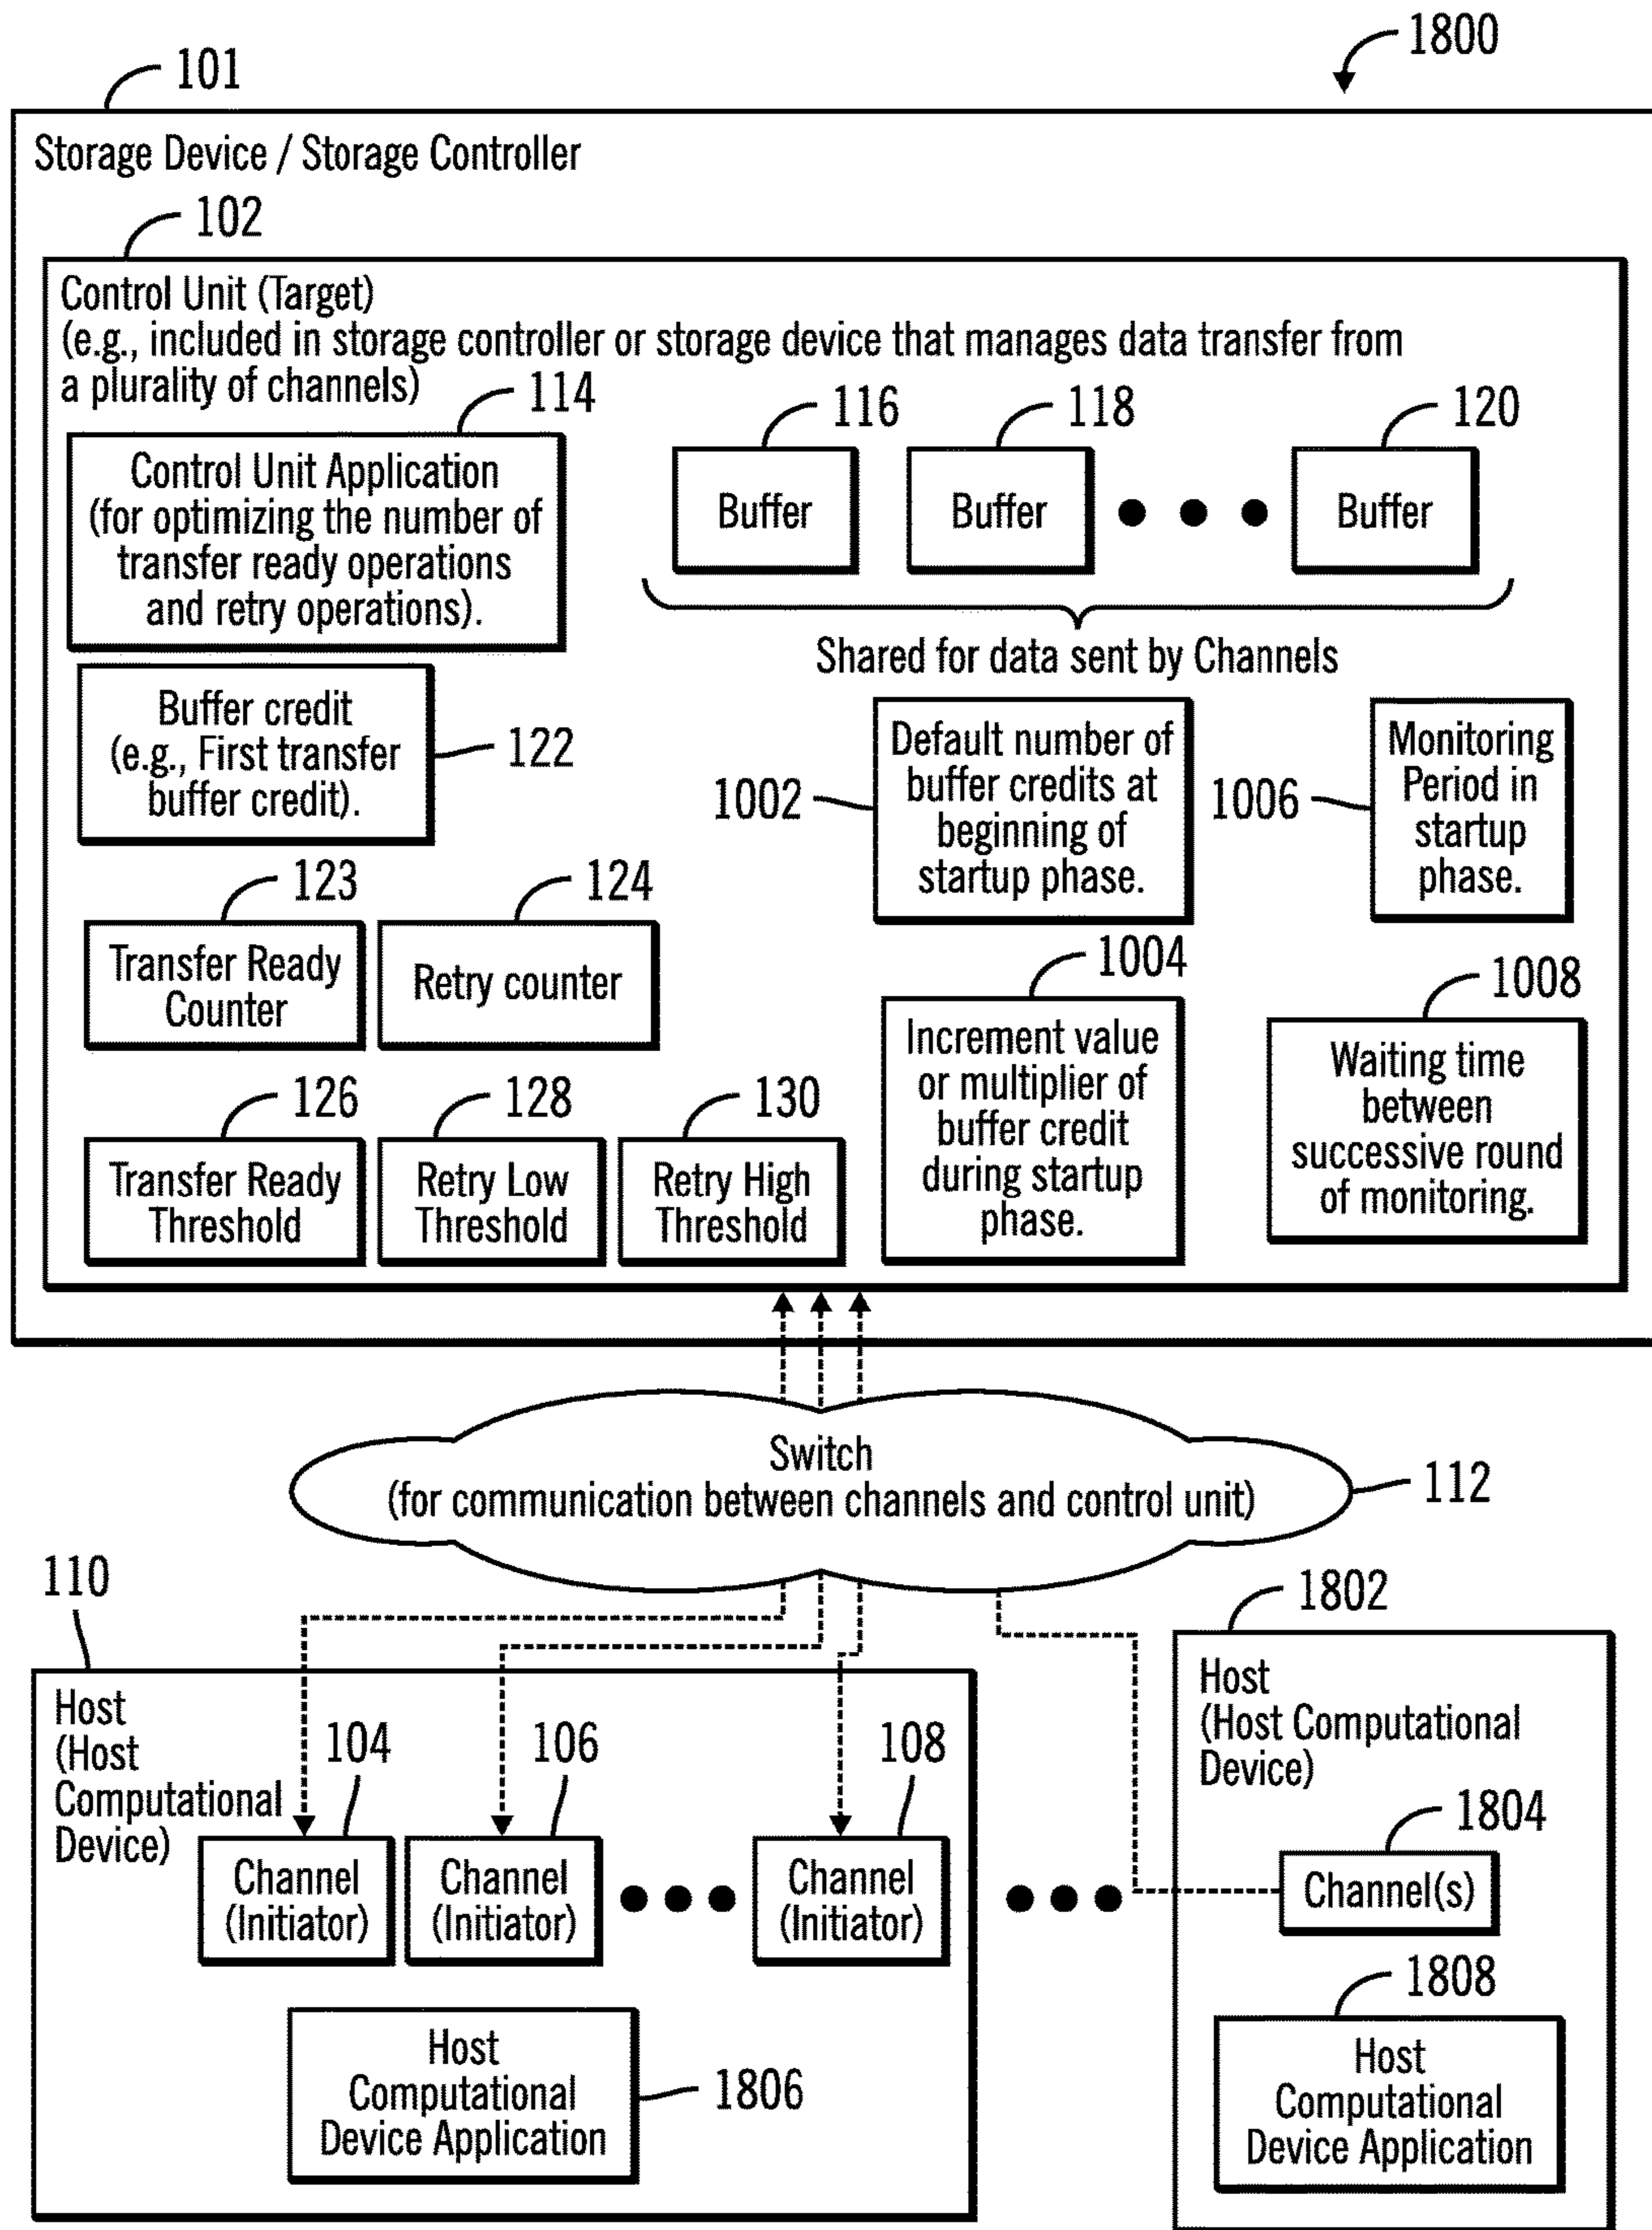 1800
101
Storage Device / Storage Controller
102
Control Unit (Target)
(e.g., included in storage controller or storage device that manages data transfer from
a plurality of channels)
114
116
118
120
Control Unit Application
(for optimizing the number of
transfer ready operations
and retry operations).
Buffer
Buffer
Buffer
Shared for data sent by Channels
Buffer credit
(e.g., First transfer
buffer credit).
122
1002
Default number of
buffer credits at
beginning of
startup phase.
1006
Monitoring
Period in
startup
phase.
123
124
Transfer Ready
Counter
Retry counter
1004
1008
Increment value
or multiplier of
buffer credit
during startup
phase.
Waiting time
between
successive round
of monitoring.
126
128
130
Transfer Ready
Threshold
Retry Low
Threshold
Retry High
Threshold
Switch
(for communication between channels and control unit)
112
110
Host
(Host
Computational
Device)
104
106
108
Channel
(Initiator)
Channel
(Initiator)
Channel
(Initiator)
Host
Computational
Device Application
1806
1802
Host
(Host Computational
Device)
1804
Channel(s)
1808
Host
Computational
Device Application